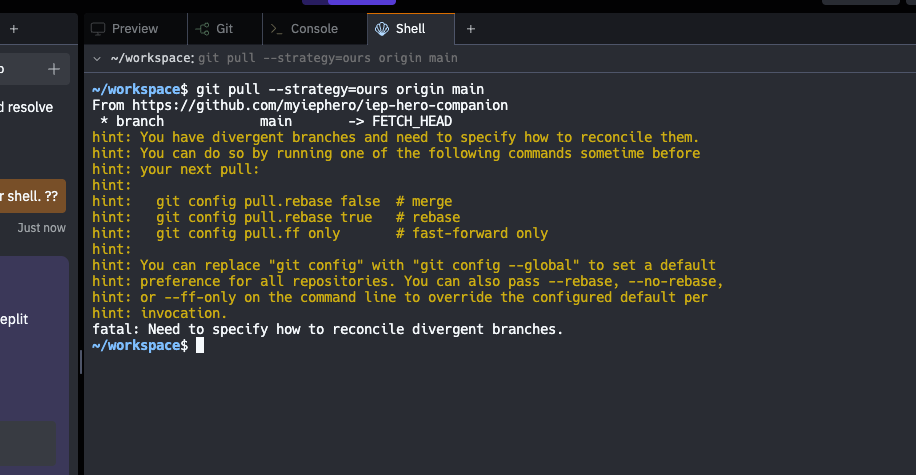 Preview
Git
>_ Console
Shell
+
+
~/workspace: git pull --strategy=ours origin main
+
d resolve
r shell. ??
Just now
eplit
~/workspace$ git pull --strategy=ours origin main
From https://github.com/myiephero/iep-hero-companion
 * branch            main       -> FETCH_HEAD
hint: You have divergent branches and need to specify how to reconcile them.
hint: You can do so by running one of the following commands sometime before
hint: your next pull:
hint:
hint:   git config pull.rebase false  # merge
hint:   git config pull.rebase true   # rebase
hint:   git config pull.ff only       # fast-forward only
hint:
hint: You can replace "git config" with "git config --global" to set a default
hint: preference for all repositories. You can also pass --rebase, --no-rebase,
hint: or --ff-only on the command line to override the configured default per
hint: invocation.
fatal: Need to specify how to reconcile divergent branches.
~/workspace$